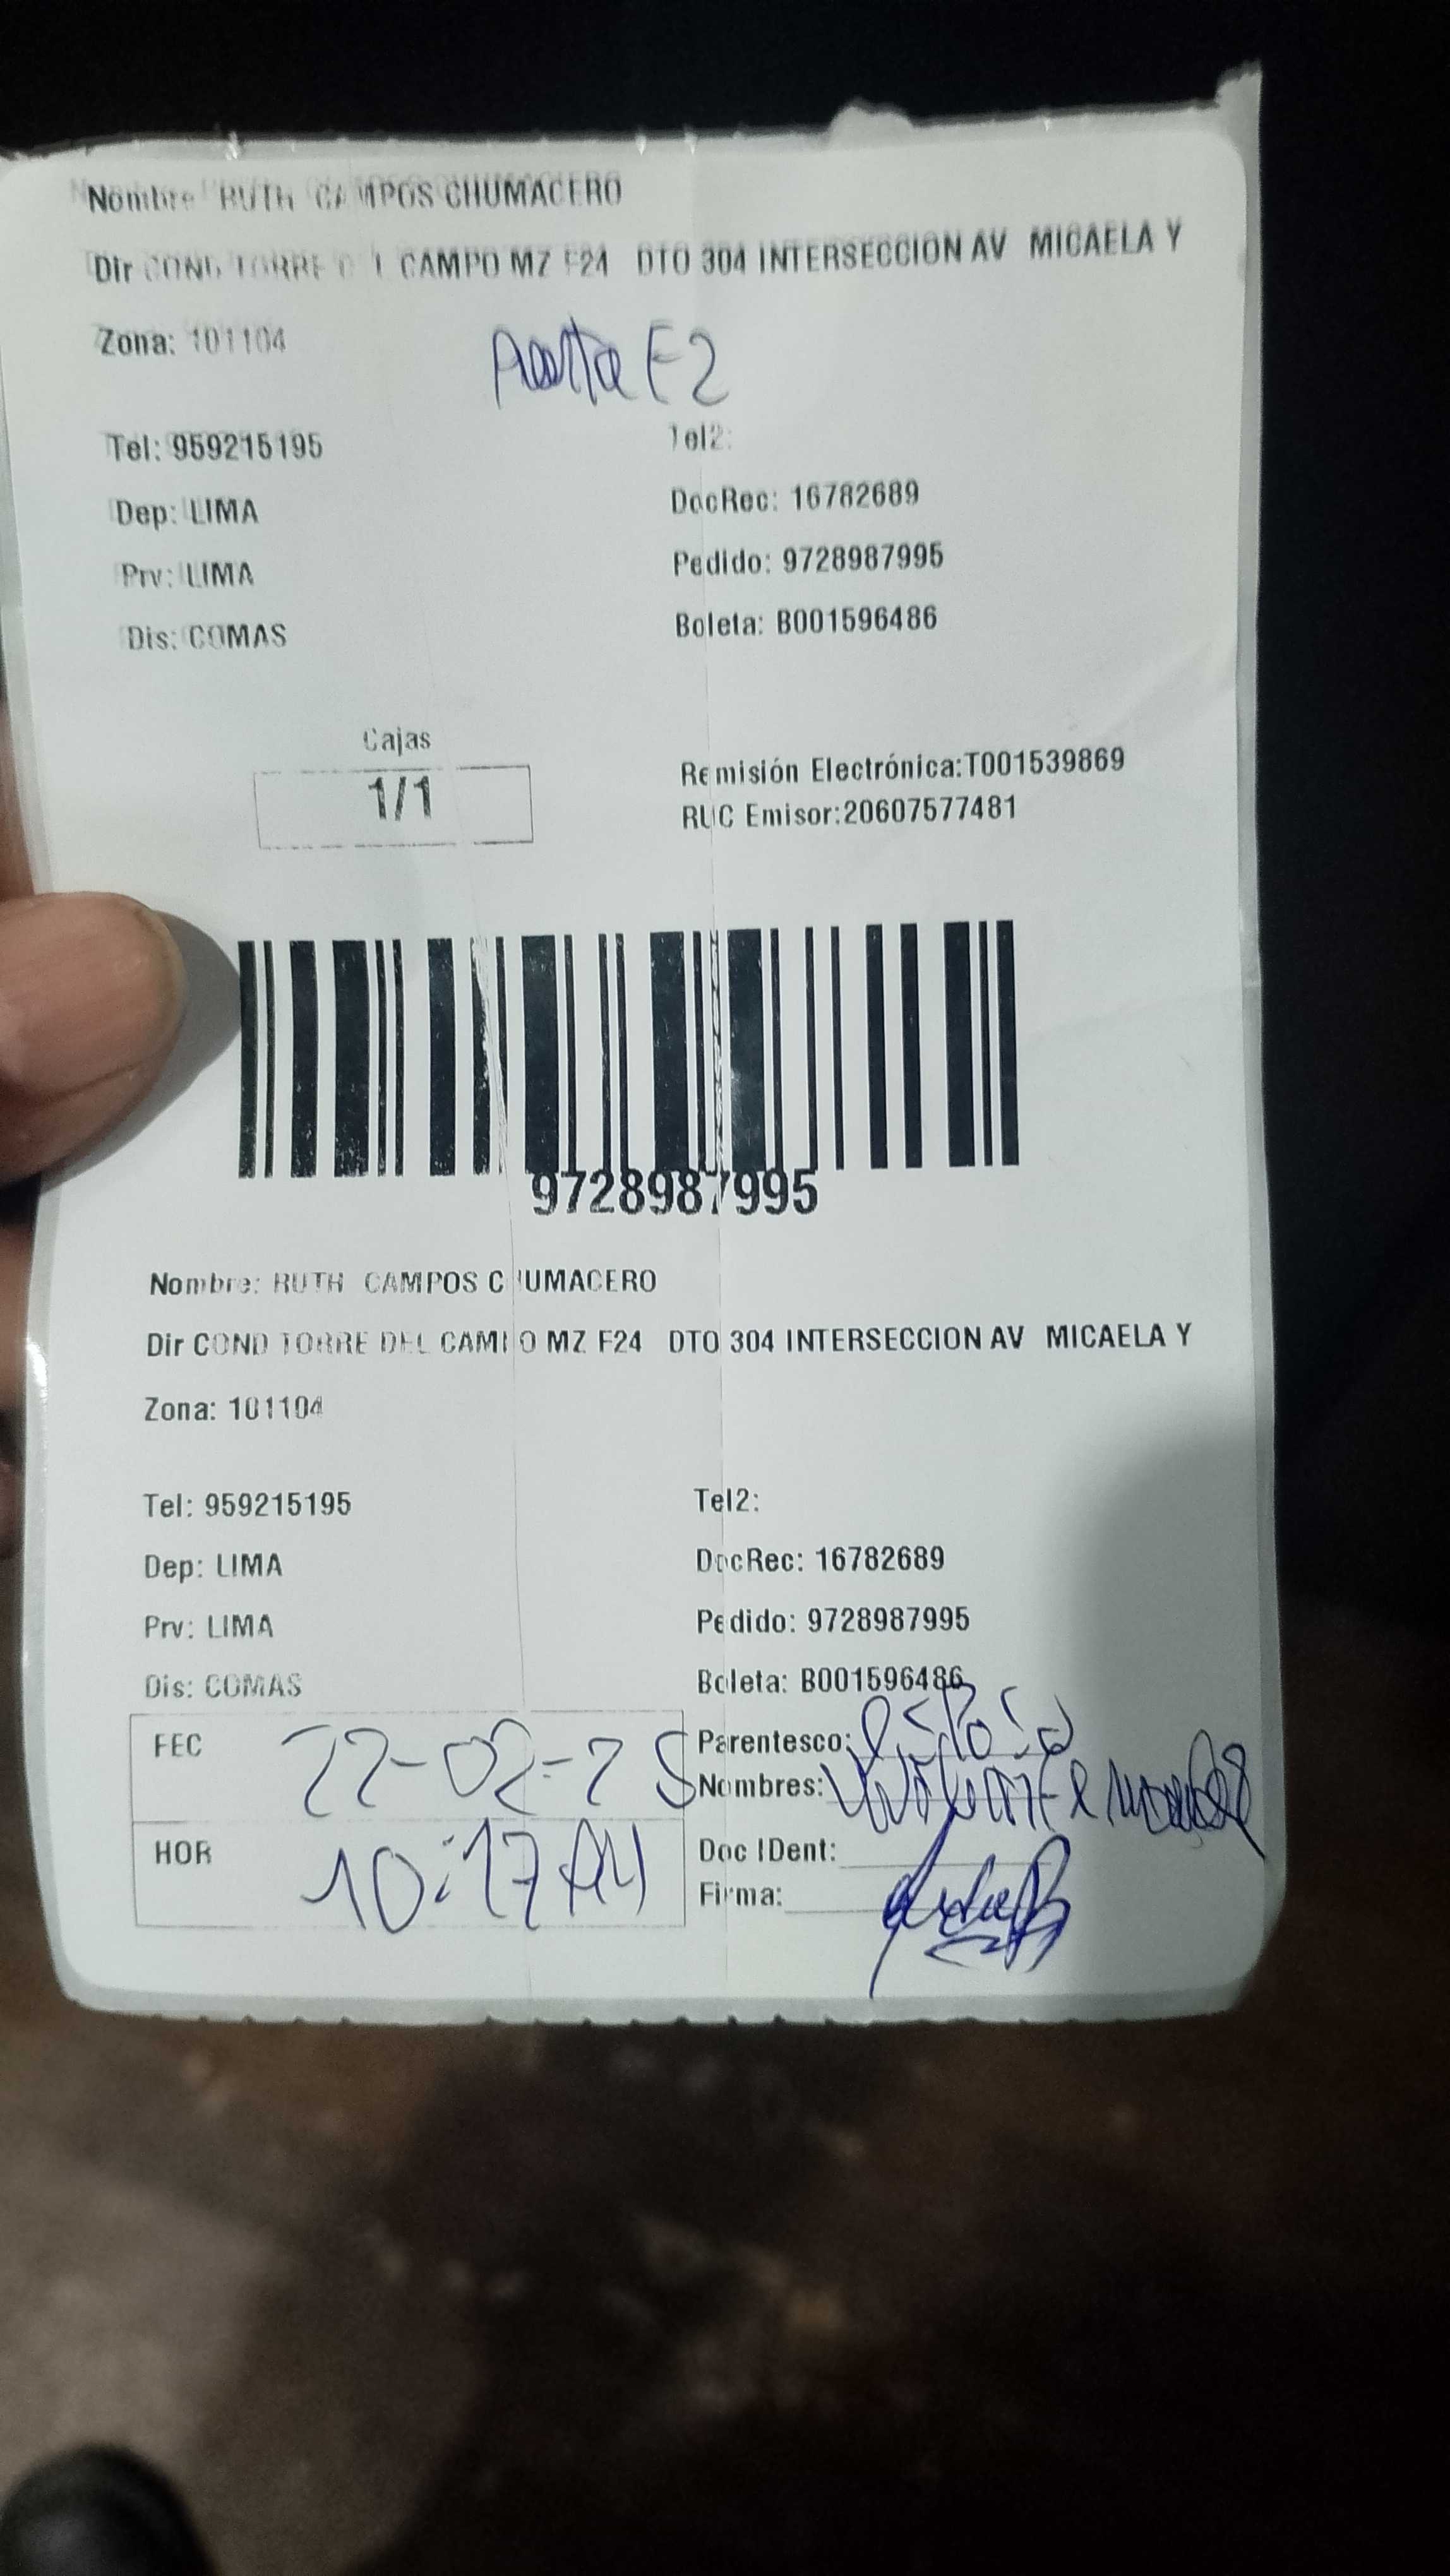 Nombre RUTH CAMPOS CHUMACERO
Dir COND TORRE D L CAMPO MZ F24 DTO 304 INTERSECCION AV MICAELA Y
Zona: 101104
F2
Tel: 959215195 Tel2:
Dep: LIMA DocRec: 16782689
Prv: LIMA Pedido: 9728987995
Dis: COMAS Boleta: B001596486
Cajas
1/1
Remisión Electrónica:T001539869
RUC Emisor:20607577481
9728987995
Nombre: RUTH CAMPOS CHUMACERO
Dir COND TORRE DEL CAMPO MZ F24 DTO 304 INTERSECCION AV MICAELA Y
Zona: 101104
Tel: 959215195 Tel2:
Dep: LIMA DocRec: 16782689
Prv: LIMA Pedido: 9728987995
Dis: COMAS Boleta: B001596486
FEC 22-02-25 Parentesco:
Nombres:
HOR 10:17 AM Doc IDent:
Firma: